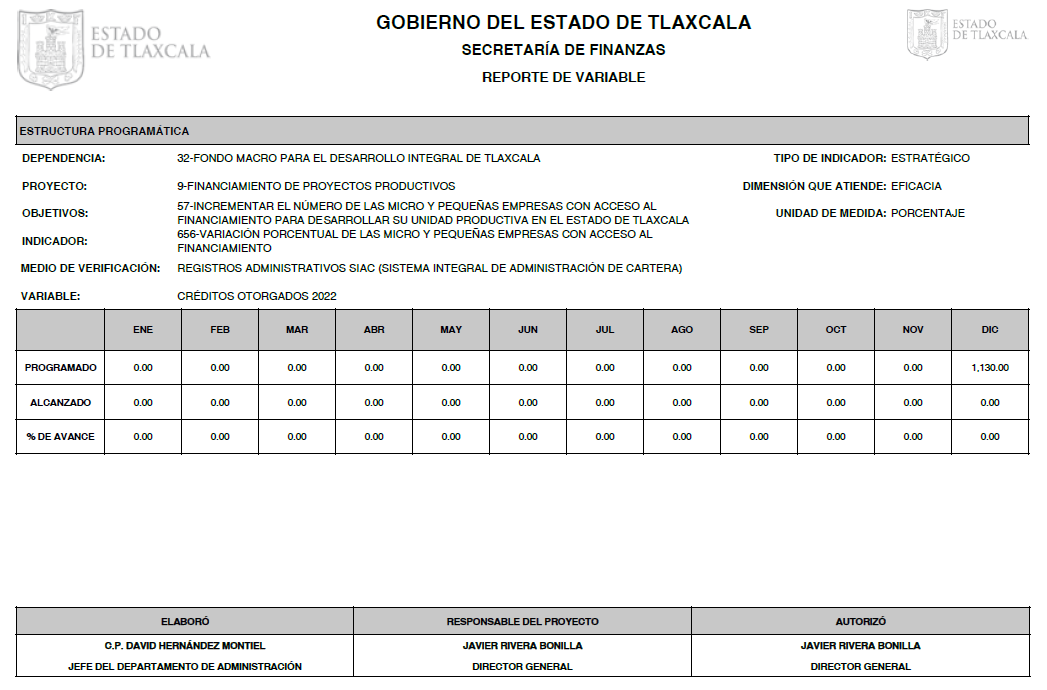 ESTADO
DE TLAXCALA
GOBIERNO DEL ESTADO DE TLAXCALA
SECRETARÍA DE FINANZAS
REPORTE DE VARIABLE
ESTADO
DE TLAXCALA
ESTRUCTURA PROGRAMÁTICA
DEPENDENCIA: 32-FONDO MACRO PARA EL DESARROLLO INTEGRAL DE TLAXCALA TIPO DE INDICADOR: ESTRATÉGICO
PROYECTO: 9-FINANCIAMIENTO DE PROYECTOS PRODUCTIVOS DIMENSIÓN QUE ATIENDE: EFICACIA
OBJETIVOS: 57-INCREMENTAR EL NÚMERO DE LAS MICRO Y PEQUEÑAS EMPRESAS CON ACCESO AL
FINANCIAMIENTO PARA DESARROLLAR SU UNIDAD PRODUCTIVA EN EL ESTADO DE TLAXCALA UNIDAD DE MEDIDA: PORCENTAJE
INDICADOR: 656-VARIACIÓN PORCENTUAL DE LAS MICRO Y PEQUEÑAS EMPRESAS CON ACCESO AL
FINANCIAMIENTO
MEDIO DE VERIFICACIÓN: REGISTROS ADMINISTRATIVOS SIAC (SISTEMA INTEGRAL DE ADMINISTRACIÓN DE CARTERA)
VARIABLE: CRÉDITOS OTORGADOS 2022
ENE FEB MAR ABR MAY JUN JUL AGO SEP OCT NOV DIC
PROGRAMADO 0.00 0.00 0.00 0.00 0.00 0.00 0.00 0.00 0.00 0.00 0.00 1,130.00
ALCANZADO 0.00 0.00 0.00 0.00 0.00 0.00 0.00 0.00 0.00 0.00 0.00 0.00
% DE AVANCE 0.00 0.00 0.00 0.00 0.00 0.00 0.00 0.00 0.00 0.00 0.00 0.00
ELABORÓ RESPONSABLE DEL PROYECTO AUTORIZÓ
C.P. DAVID HERNÁNDEZ MONTIEL JAVIER RIVERA BONILLA JAVIER RIVERA BONILLA
JEFE DEL DEPARTAMENTO DE ADMINISTRACIÓN DIRECTOR GENERAL DIRECTOR GENERAL